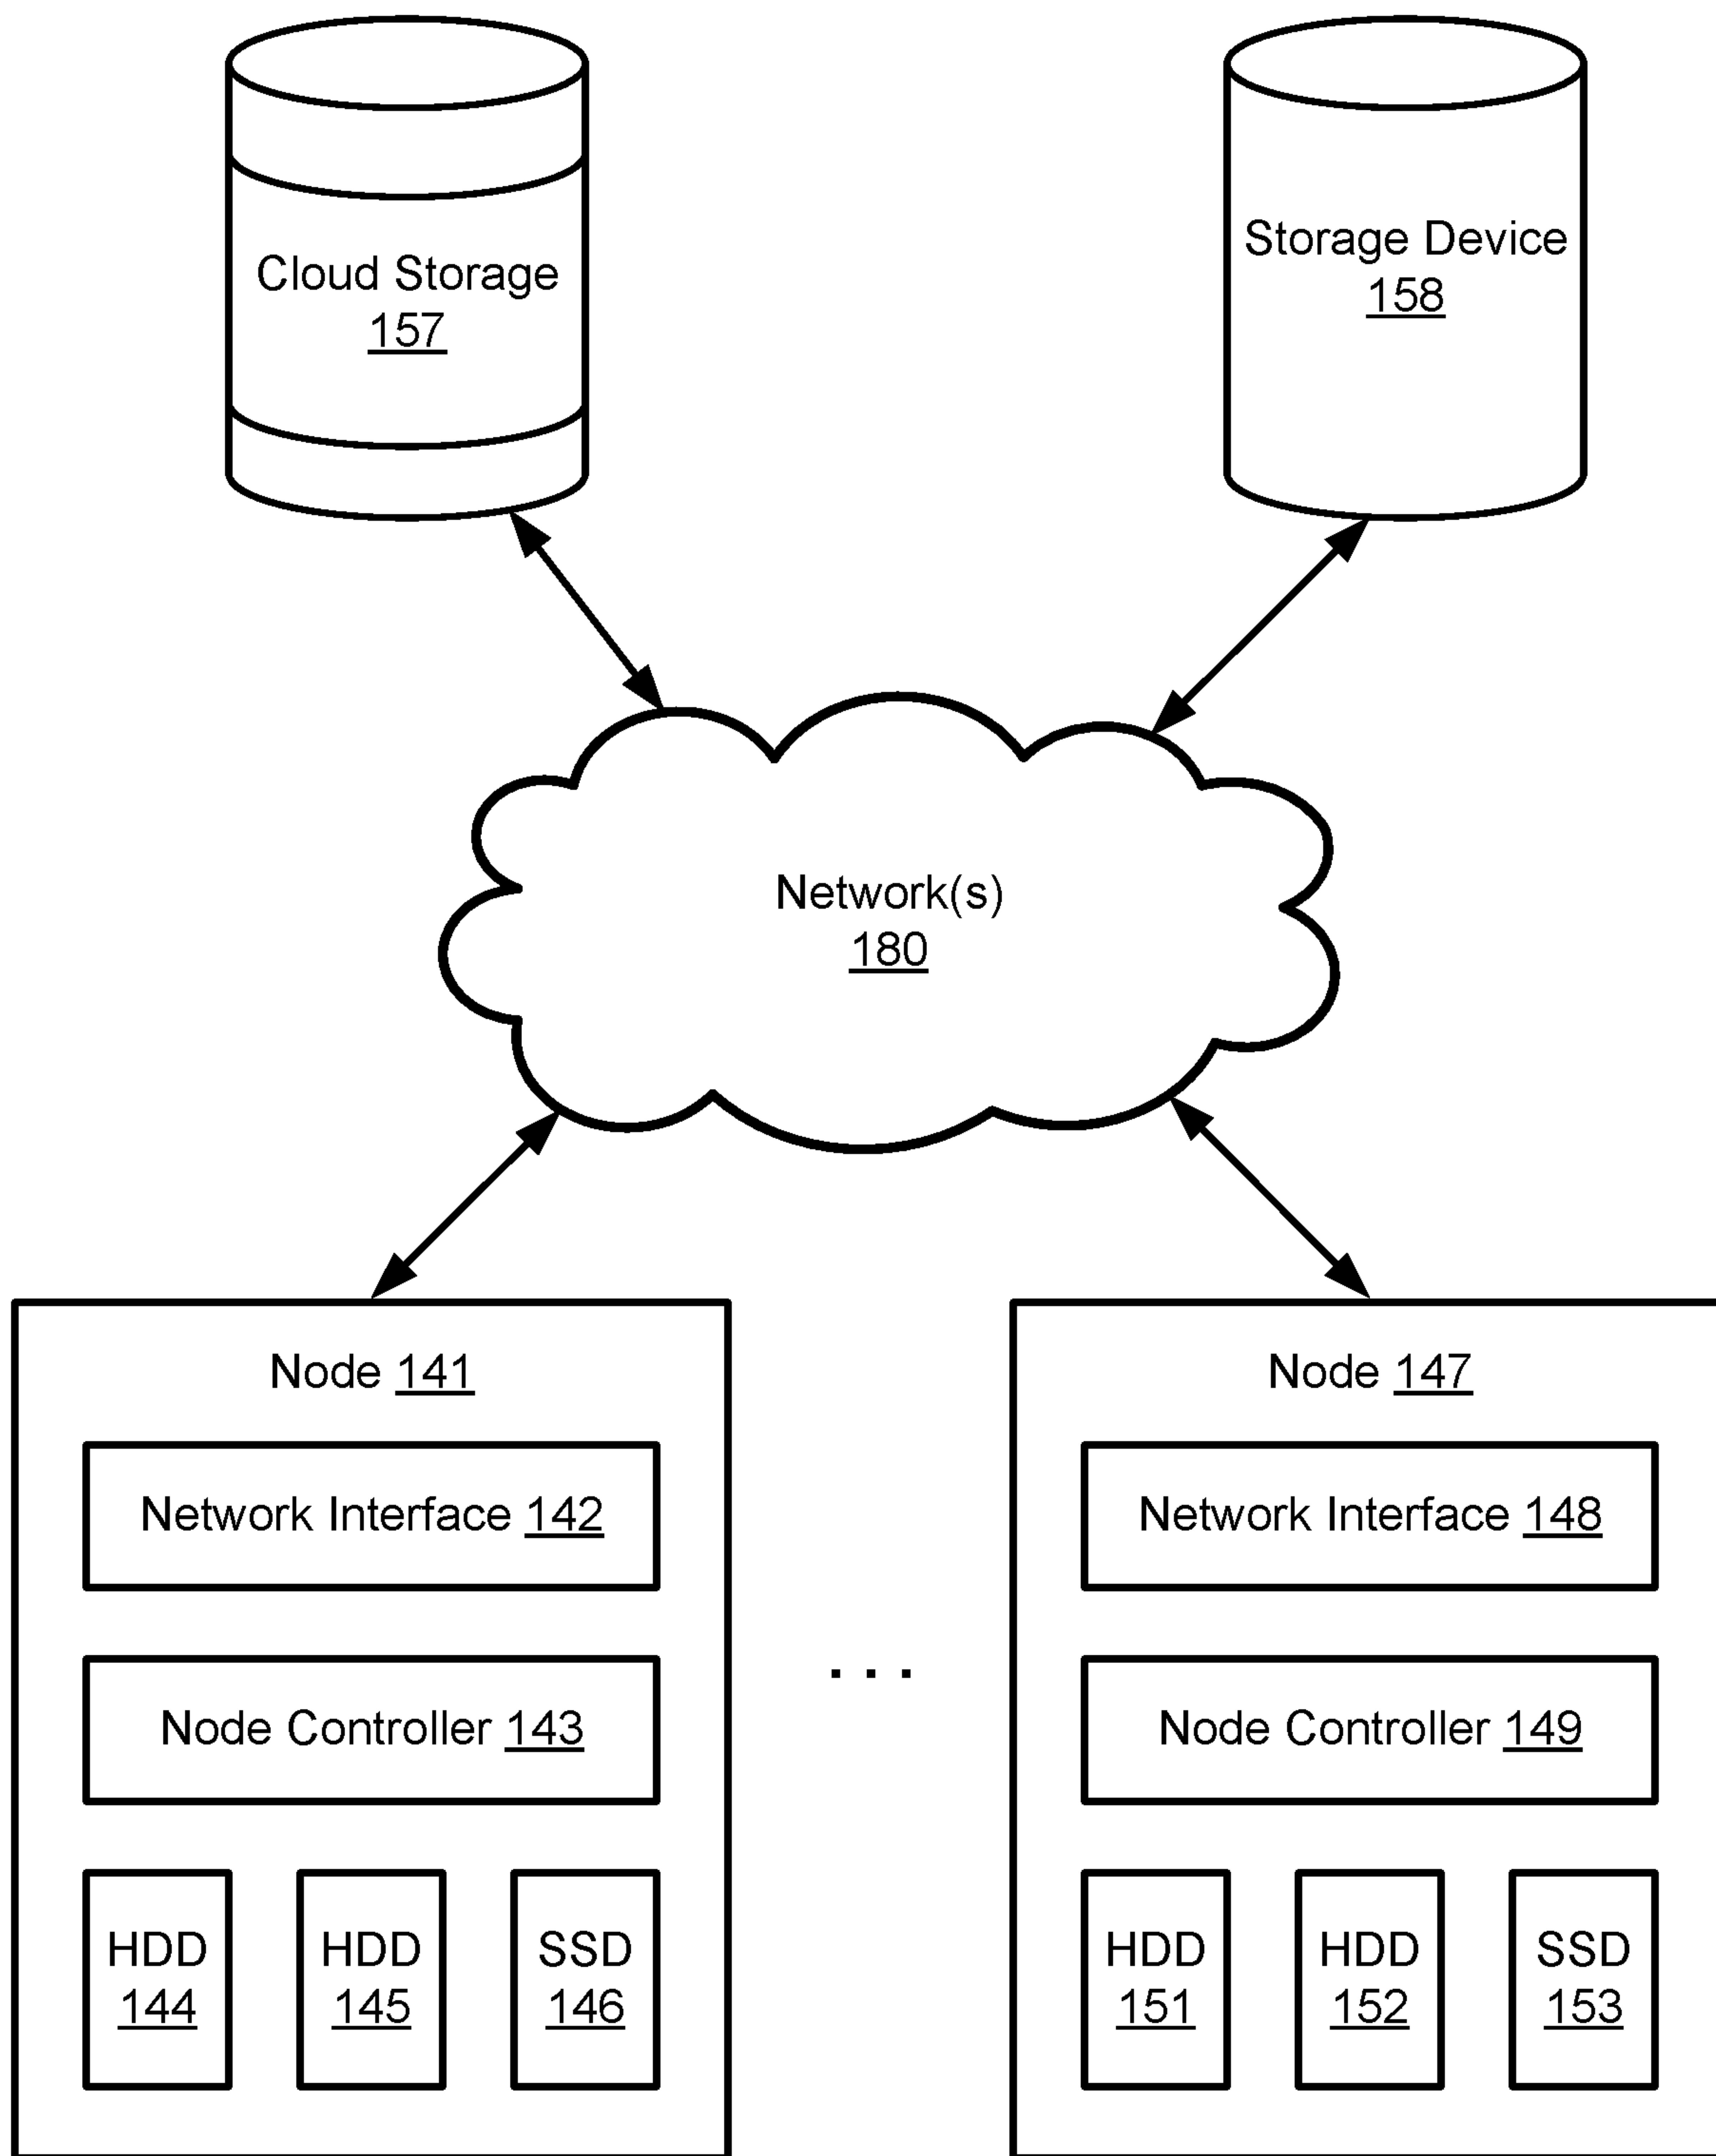 Cloud Storage
157
Storage Device
158
Network(s)
180
Node 141
Network Interface 142
Node Controller 143
HDD
144
HDD
145
SSD
146
. . .
Node 147
Network Interface 148
Node Controller 149
HDD
151
HDD
152
SSD
153